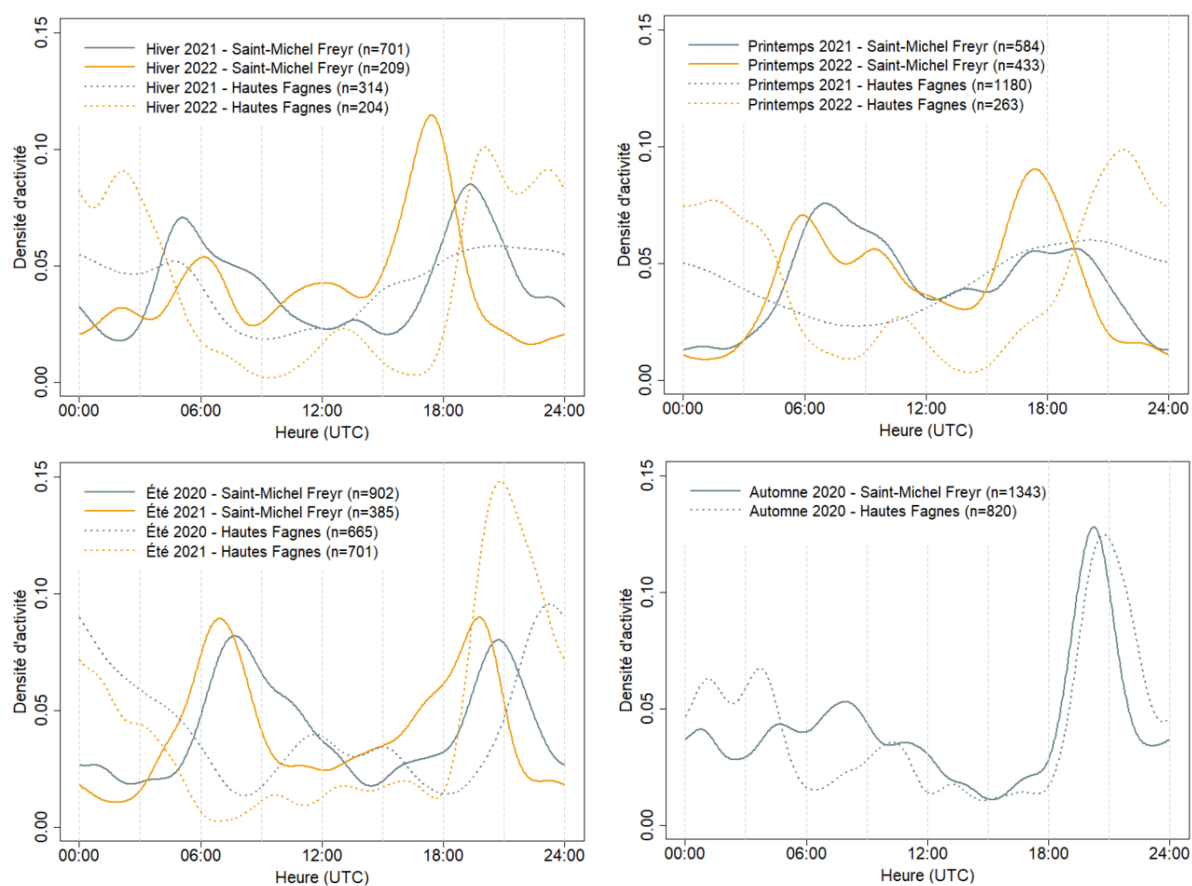 Hiver 2021 - Saint-Michel Freyr (n=701)
Hiver 2022 - Saint-Michel Freyr (n=209)
Hiver 2021 - Hautes Fagnes (n=314)
Hiver 2022 - Hautes Fagnes (n=204)
Densité d'activité
0.15
0.10
0.05
0.00
00:00 06:00 12:00 18:00 24:00
Heure (UTC)
Printemps 2021 - Saint-Michel Freyr (n=584)
Printemps 2022 - Saint-Michel Freyr (n=433)
Printemps 2021 - Hautes Fagnes (n=1180)
Printemps 2022 - Hautes Fagnes (n=263)
Densité d'activité
0.15
0.10
0.05
0.00
00:00 06:00 12:00 18:00 24:00
Heure (UTC)
Été 2020 - Saint-Michel Freyr (n=902)
Été 2021 - Saint-Michel Freyr (n=385)
Été 2020 - Hautes Fagnes (n=665)
Été 2021 - Hautes Fagnes (n=701)
Densité d'activité
0.15
0.10
0.05
0.00
00:00 06:00 12:00 18:00 24:00
Heure (UTC)
Automne 2020 - Saint-Michel Freyr (n=1343)
Automne 2020 - Hautes Fagnes (n=820)
Densité d'activité
0.15
0.10
0.05
0.00
00:00 06:00 12:00 18:00 24:00
Heure (UTC)